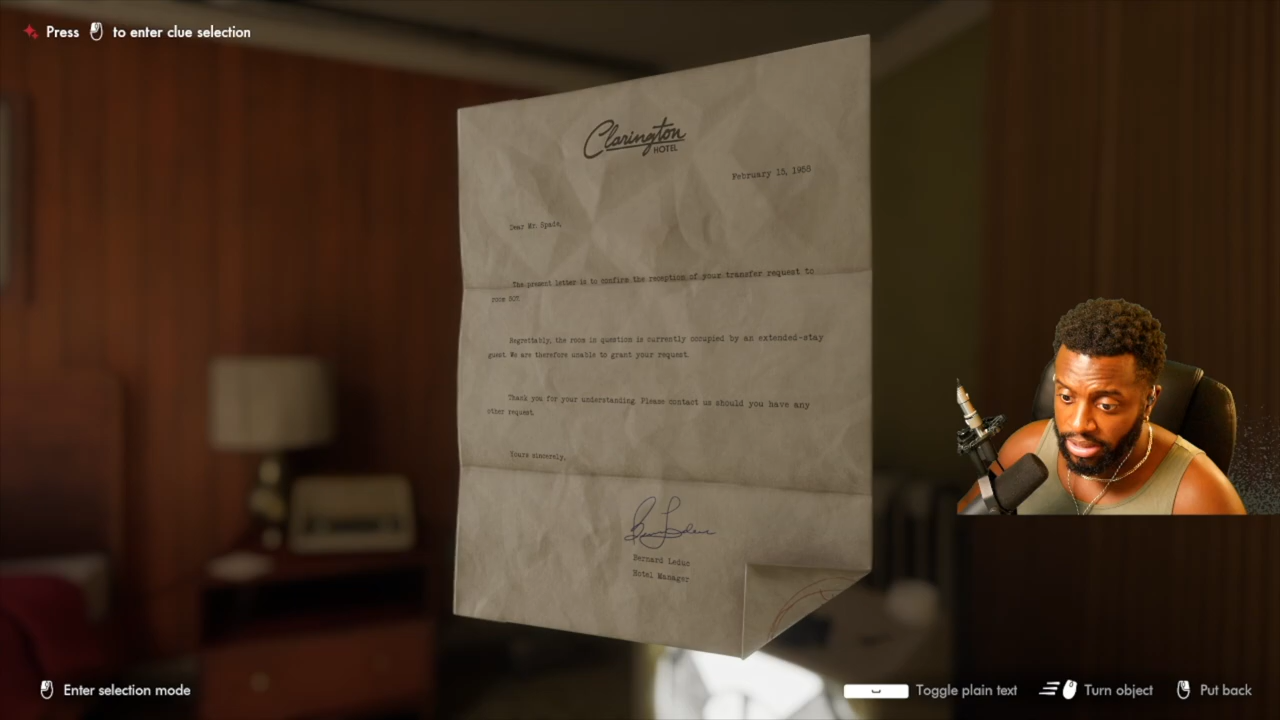 Press to enter clue selection
Clarington
HOTEL
February 13, 1958
Dear Mr. Spade,
The present letter is to confirm the reception of your transfer request to
room
Regrettably, the room in question is currently occupied by an extended-stay
guest. We are therefore unable to grant your request.
Thank you for your understanding. Please contact us should you have any
other request.
Yours sincerely,
Bernard Leduc
Hotel Manager
Enter selection mode
Toggle plain text
Turn object
Put back